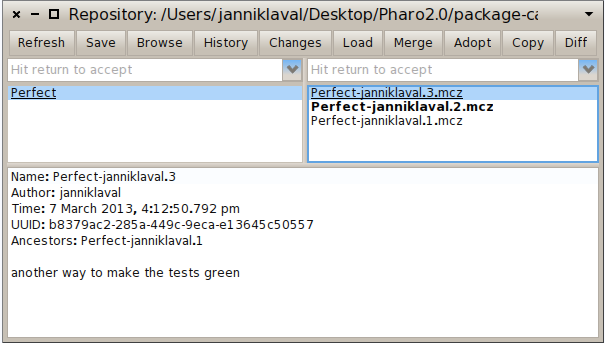 Repository: /Users/janniklaval/Desktop/Pharo2.0/package-ca
Refresh Save Browse History Changes Load Merge Adopt Copy Diff
Hit return to accept Hit return to accept
Perfect Perfect-janniklaval.3.mcz
Perfect-janniklaval.2.mcz
Perfect-janniklaval.1.mcz
Name: Perfect-janniklaval.3
Author: janniklaval
Time: 7 March 2013, 4:12:50.792 pm
UUID: b8379ac2-285a-449c-9eca-e13645c50557
Ancestors: Perfect-janniklaval.1
another way to make the tests green